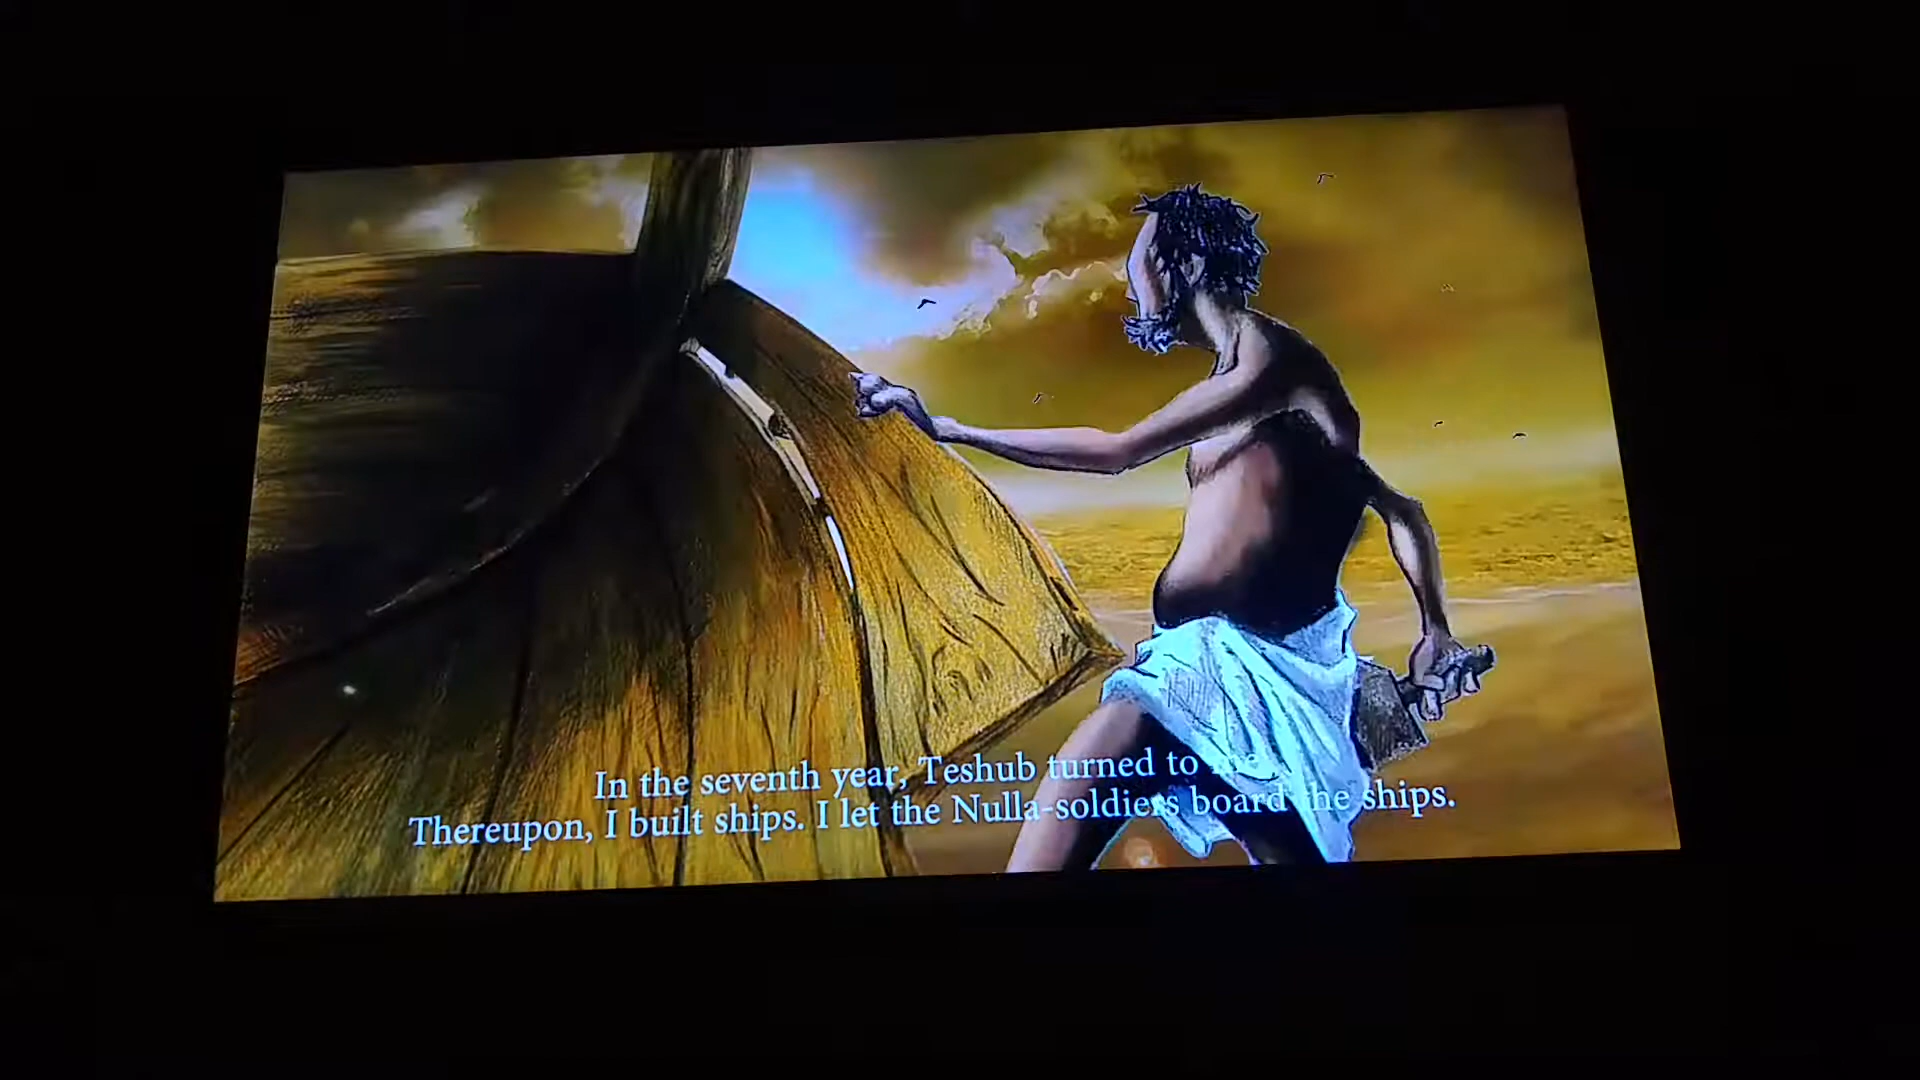 In the seventh year, Teshub turned to
Thereupon, I built ships. I let the Nulla-soldiers board the ships.